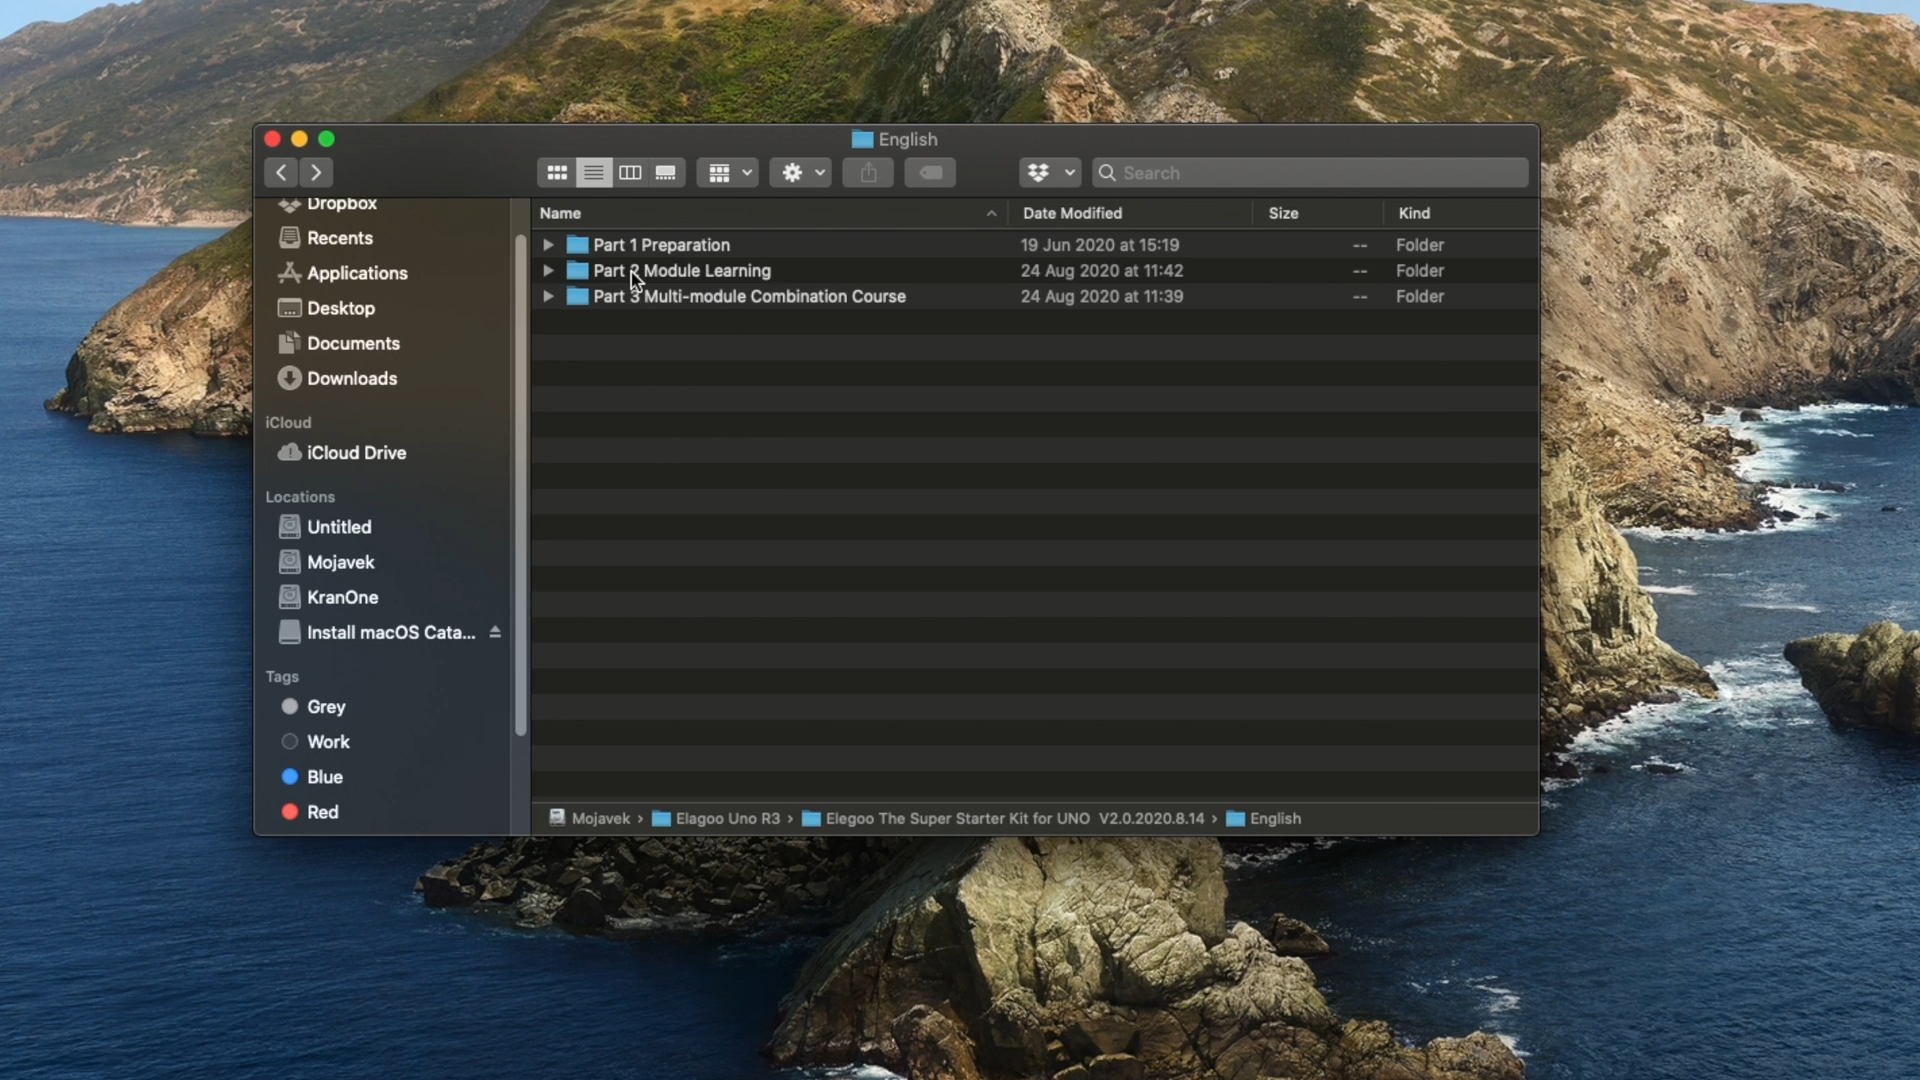 English
Search
Dropbox
Recents
Applications
Desktop
Documents
Downloads
iCloud
iCloud Drive
Locations
Untitled
Mojavek
KranOne
Install macOS Cata...
Tags
Grey
Work
Blue
Red
Name Date Modified Size Kind
Part 1 Preparation 19 Jun 2020 at 15:19 -- Folder
Part 2 Module Learning 24 Aug 2020 at 11:42 -- Folder
Part 3 Multi-module Combination Course 24 Aug 2020 at 11:39 -- Folder
Mojavek › Elagoo Uno R3 › Elegoo The Super Starter Kit for UNO V2.0.2020.8.14 › English